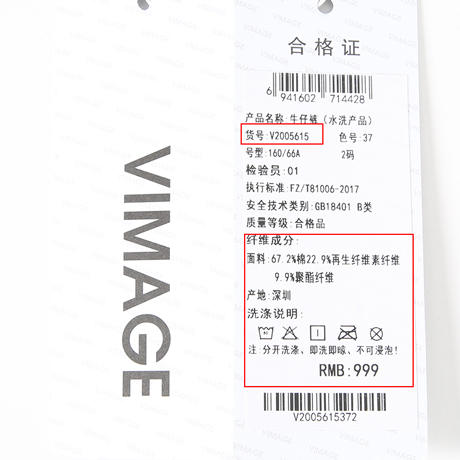 VIMAGE
合格证
6 941602 714428
产品名称:牛仔裤(水洗产品)
货号:V2005615 色号:37
号型:160/66A 2码
检验员:01
执行标准:FZ/T81006-2017
安全技术类别:GB18401 B类
质量等级:合格品
纤维成分:
面料:67.2%棉22.9%再生纤维素纤维
9.9%聚酯纤维
产地:深圳
洗涤说明:
注:分开洗涤、即洗即晾、不可浸泡!
RMB:999
V2005615372